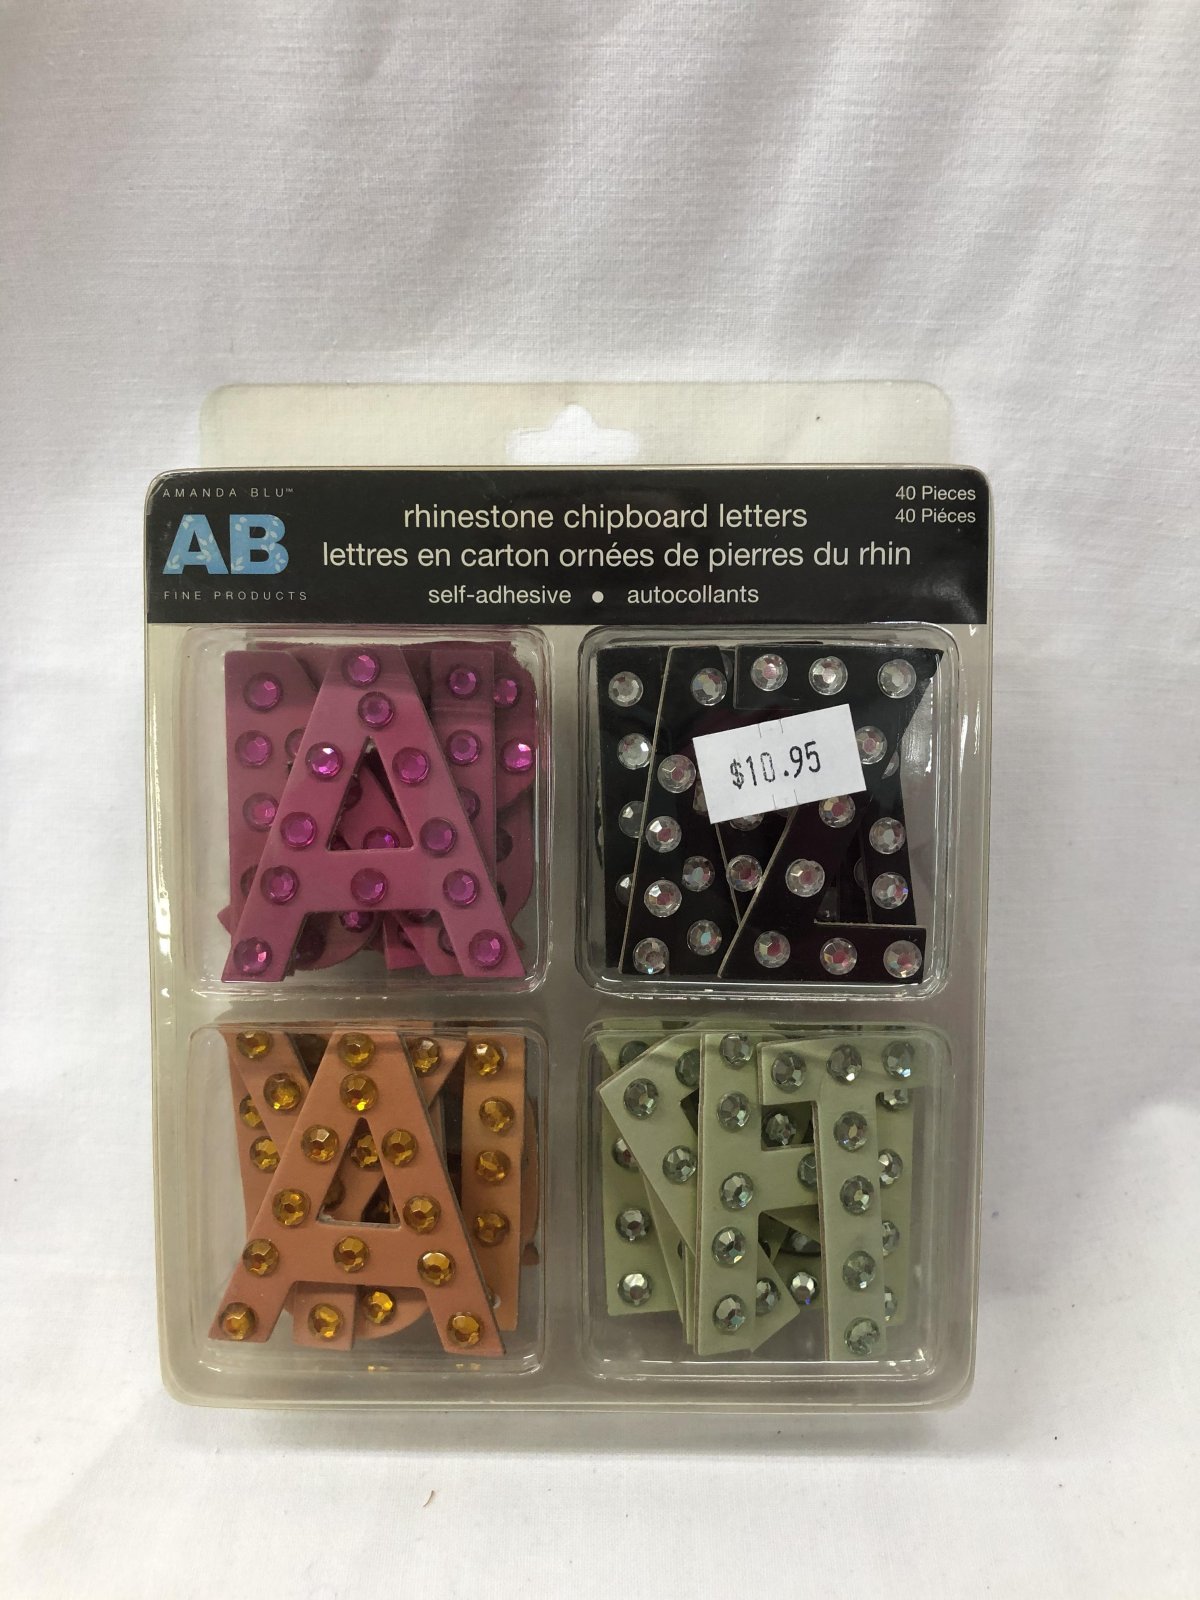 AMANDA BLU™
AB
FINE PRODUCTS
rhinestone chipboard letters
lettres en carton ornées de pierres du rhin
self-adhesive • autocollants
40 Pieces
40 Piéces
A
Z
$10.95
A
H
T